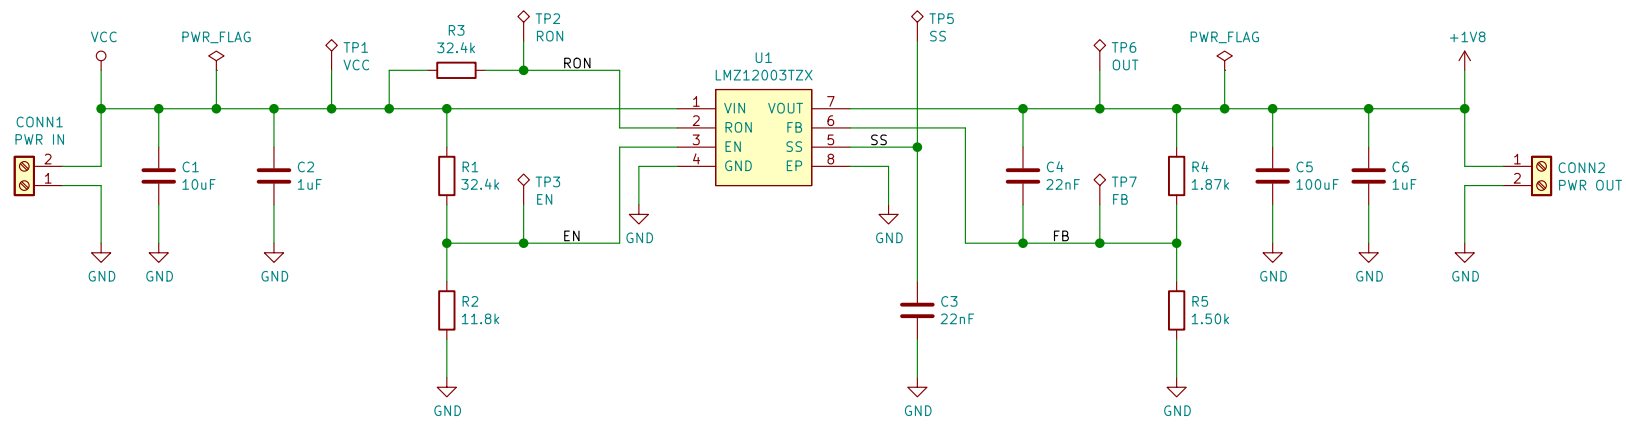 VCC
PWR_FLAG
TP1
VCC
R3
32.4k
TP2
RON
RON
U1
LMZ12003TZX
TP5
SS
TP6
OUT
PWR_FLAG
+1V8
CONN1
PWR IN
2
1
C1
10uF
C2
1uF
R1
32.4k
TP3
EN
EN
1
2
3
4
VIN
RON
EN
GND
VOUT
FB
SS
EP
7
6
5
8
SS
C4
22nF
TP7
FB
FB
R4
1.87k
C5
100uF
C6
1uF
1
2
CONN2
PWR OUT
GND
GND
GND
GND
GND
GND
GND
GND
R2
11.8k
C3
22nF
R5
1.50k
GND
GND
GND